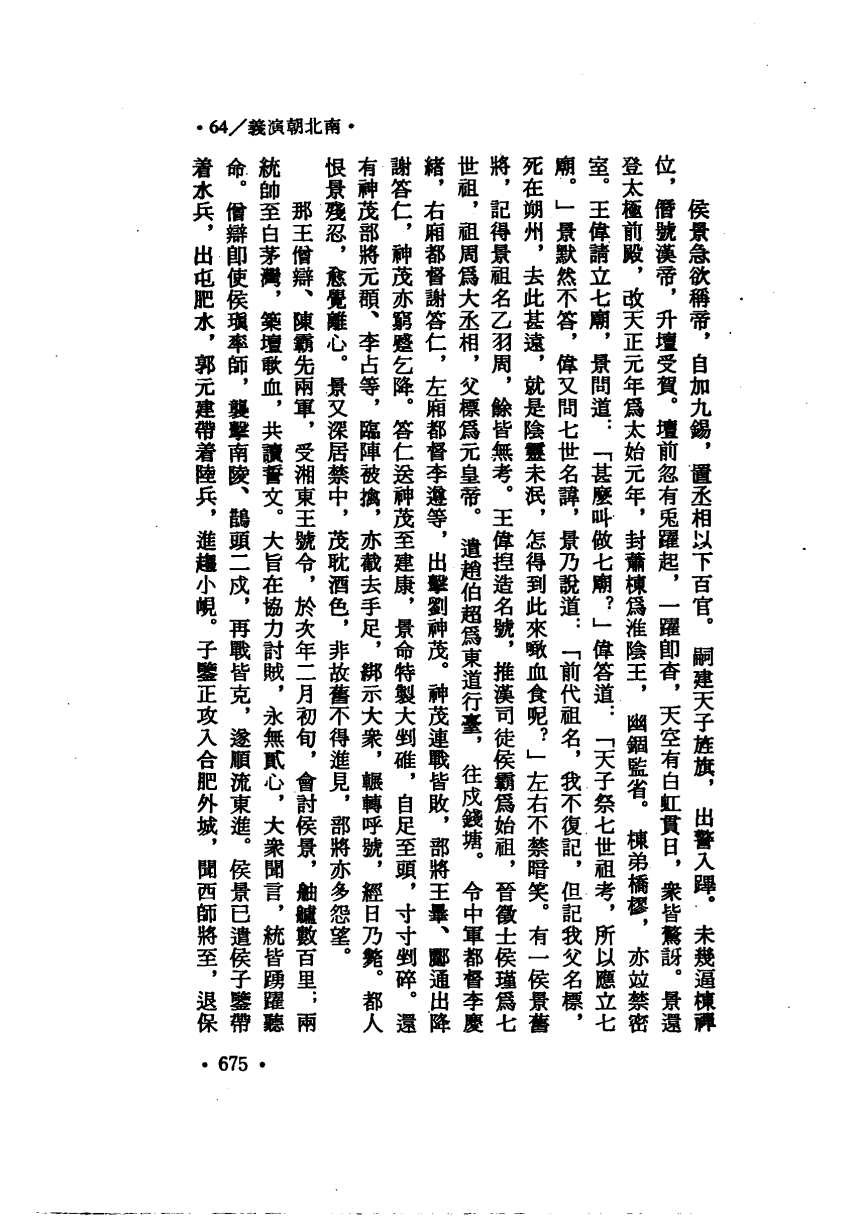 •64／義演朝北南•
侯景急欲稱帝，自加九錫，置丞相以下百官。嗣建天子旌旗，出警入蹕。未幾逼棟禪
位，僭號漢帝，升壇受賀。壇前忽有兎躍起，一躍卽杳，天空有白虹貫日，衆皆驚訝。景還
登太極前殿，改天正元年爲太始元年，封蕭棟爲淮陰王，幽錮監省。棟弟橋樛，亦竝禁密
室。王偉請立七廟，景問道：「甚麼叫做七廟？」偉答道：「天子祭七世祖考，所以應立七
廟。」景默然不答，偉又問七世名諱，景乃說道：「前代祖名，我不復記，但記我父名標，
死在朔州，去此甚遠，就是陰靈未泯，怎得到此來噉血食呢？」左右不禁暗笑。有一侯景舊
將，記得景祖名乙羽周，餘皆無考。王偉揑造名號，推漢司徒侯霸爲始祖，晉徵士侯瑾爲七
世祖，祖周爲大丞相，父標爲元皇帝。遣趙伯超爲東道行臺，往戍錢塘。令中軍都督李慶
緒，右廂都督謝答仁，左廂都督李遵等，出擊劉神茂。神茂連戰皆敗，部將王曅、酈通出降
謝答仁，神茂亦窮蹙乞降。答仁送神茂至建康，景命特製大剉碓，自足至頭，寸寸剉碎。還
有神茂部將元頵、李占等，臨陣被擒，亦截去手足，綁示大衆，輾轉呼號，經日乃斃。都人
恨景殘忍，愈覺離心。景又深居禁中，茂耽酒色，非故舊不得進見，部將亦多怨望。
那王僧辯、陳霸先兩軍，受湘東王號令，於次年二月初旬，會討侯景，舳艫數百里；兩
統帥至白茅灣，築壇歃血，共讀誓文。大旨在協力討賊，永無貳心，大衆聞言，統皆踴躍聽
命。僧辯卽使侯瑱率師，襲擊南陵、鵲頭二戍，再戰皆克，遂順流東進。侯景已遣侯子鑒帶
着水兵，出屯肥水，郭元建帶着陸兵，進趨小峴。子鑒正攻入合肥外城，聞西師將至，退保
•675•